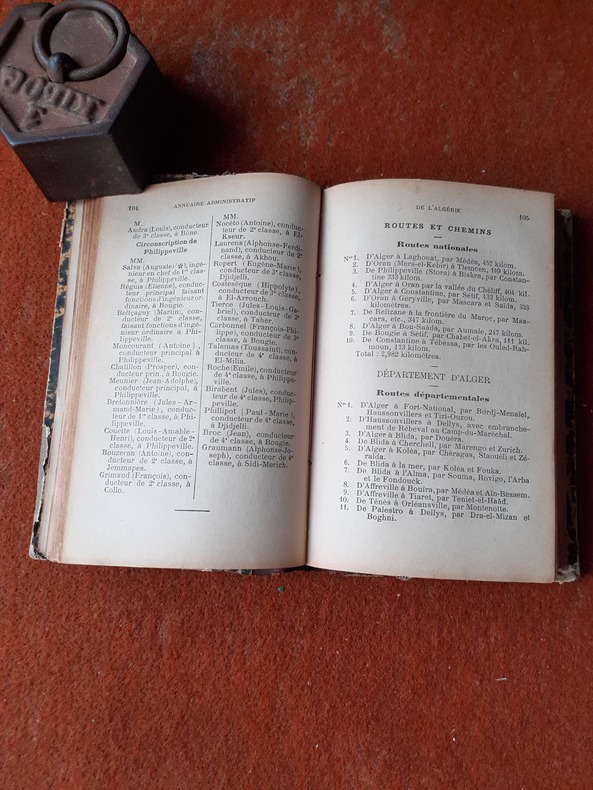 KILOG
3
104
ANNUAIRE ADMINISTRATIF
M.
Audra (Louis), conducteur
de 3e classe, à Bone.
Circonscription de
Philippeville
MM.
Salva (Auguste) (✳), ingé-
nieur en chef de 1re clas-
se, à Philippeville.
Régus (Etienne), conduc-
teur principal faisant
fonctions d'ingénieur or-
dinaire, à Bougie.
Beliçaguy (Martin), con-
ducteur de 2e classe,
faisant fonctions d'ingé-
nieur ordinaire à Phi-
lippeville.
Moncourant (Antoine),
conducteur principal à
Philippeville.
Chatillon (Prosper), con-
ducteur prin., à Bougie.
Meunier (Jean-Adolphe),
conducteur principal, à
Philippeville.
Bretonnière (Jules-Ar-
mand-Marie), conduc-
teur de 1re classe, à Phi-
lippeville.
Couette (Louis-Amable-
Henri), conducteur de 2e
classe, à Philippeville.
Bouzeran (Antoine), con-
ducteur de 2e classe, à
Jemmapes.
Grimaud (François), con-
ducteur de 2e classe, à
Collo.
MM.
Noceto (Antoine), conduc-
teur de 2e classe, à El-
Kseur.
Laurens (Alphonse-Ferdi-
nand), conducteur de 2e
classe, à Akbou.
Ropert (Eugène-Marie),
conducteur de 3e classe,
Djidjelli.
Costesèque (Hippolyte),
conducteur de 3e classe,
à El-Arrouch.
Tierce (Jules-Louis-Ga-
briel), conducteur de 2e
classe, à Taher.
Carbonnel (François-Phi-
lippe), conducteur de 3e
classe, à Bougie.
Talamas (Toussaint), con-
ducteur de 4e classe, à
El-Milia.
Roche (Emile), conducteur
de 4e classe, à Philippe-
ville.
Birabent (Jules), conduc-
teur de 4e classe, Philip-
peville.
Phillipot (Paul-Marie),
conducteur de 4e classe,
à Djidjelli.
Broc (Jean), conducteur
de 4e classe, à Bougie.
Graumann (Alphonse-Jo-
seph), conducteur de 4e
classe, à Sidi-Merich.
DE L'ALGÉRIE
105
ROUTES ET CHEMINS
Routes nationales
Nos 1. D'Alger à Laghouat, par Médéa, 452 kilom.
2. D'Oran (Mers-el-Kebir) à Tlemcen, 149 kilom.
3. De Philippeville (Stora) à Biskra, par Constan-
tine 333 kilom.
4. D'Alger à Oran par la vallée du Chéliff, 404 kil.
5. D'Alger à Constantine, par Sétif, 432 kilom.
6. D'Oran à Géryville, par Mascara et Saïda, 333
kilomètres.
7. De Relizane à la frontière du Maroc, par Mas-
cara, etc., 347 kilom.
8. D'Alger à Bou-Saâda, par Aumale, 247 kilom.
9. De Bougie à Sétif, par Chabet-el-Akra, 111 kil.
10. De Constantine à Tébessa, par les Ouled-Rah-
moun, 173 kilom.
Total : 2,982 kilomètres.
DÉPARTEMENT D'ALGER
Routes départementales
Nos 1. D'Alger à Fort-National, par Bordj-Menaïel,
Haussonvillers et Tizi-Ouzou.
2. D'Haussonvillers à Dellys, avec embranche-
ment de Rébeval au Camp-du-Maréchal.
3. D'Alger à Blida, par Douéra.
4. De Blida à Cherchell, par Marengo et Zurich.
5. D'Alger à Koléa, par Chéragas, Staouéli et Zé-
ralda.
6. De Blida à la mer, par Koléa et Fouka.
7. De Blida à l'Alma, par Souma, Rovigo, l'Arba
et le Fondouck.
8. D'Affreville à Bouïra, par Médéa et Aïn-Bessem.
9. D'Affreville à Tiaret, par Teniet-el-Haâd.
10. De Ténès à Orléansville, par Montenotte.
11. De Palestro à Dellys, par Dra-el-Mizan et
Boghni.